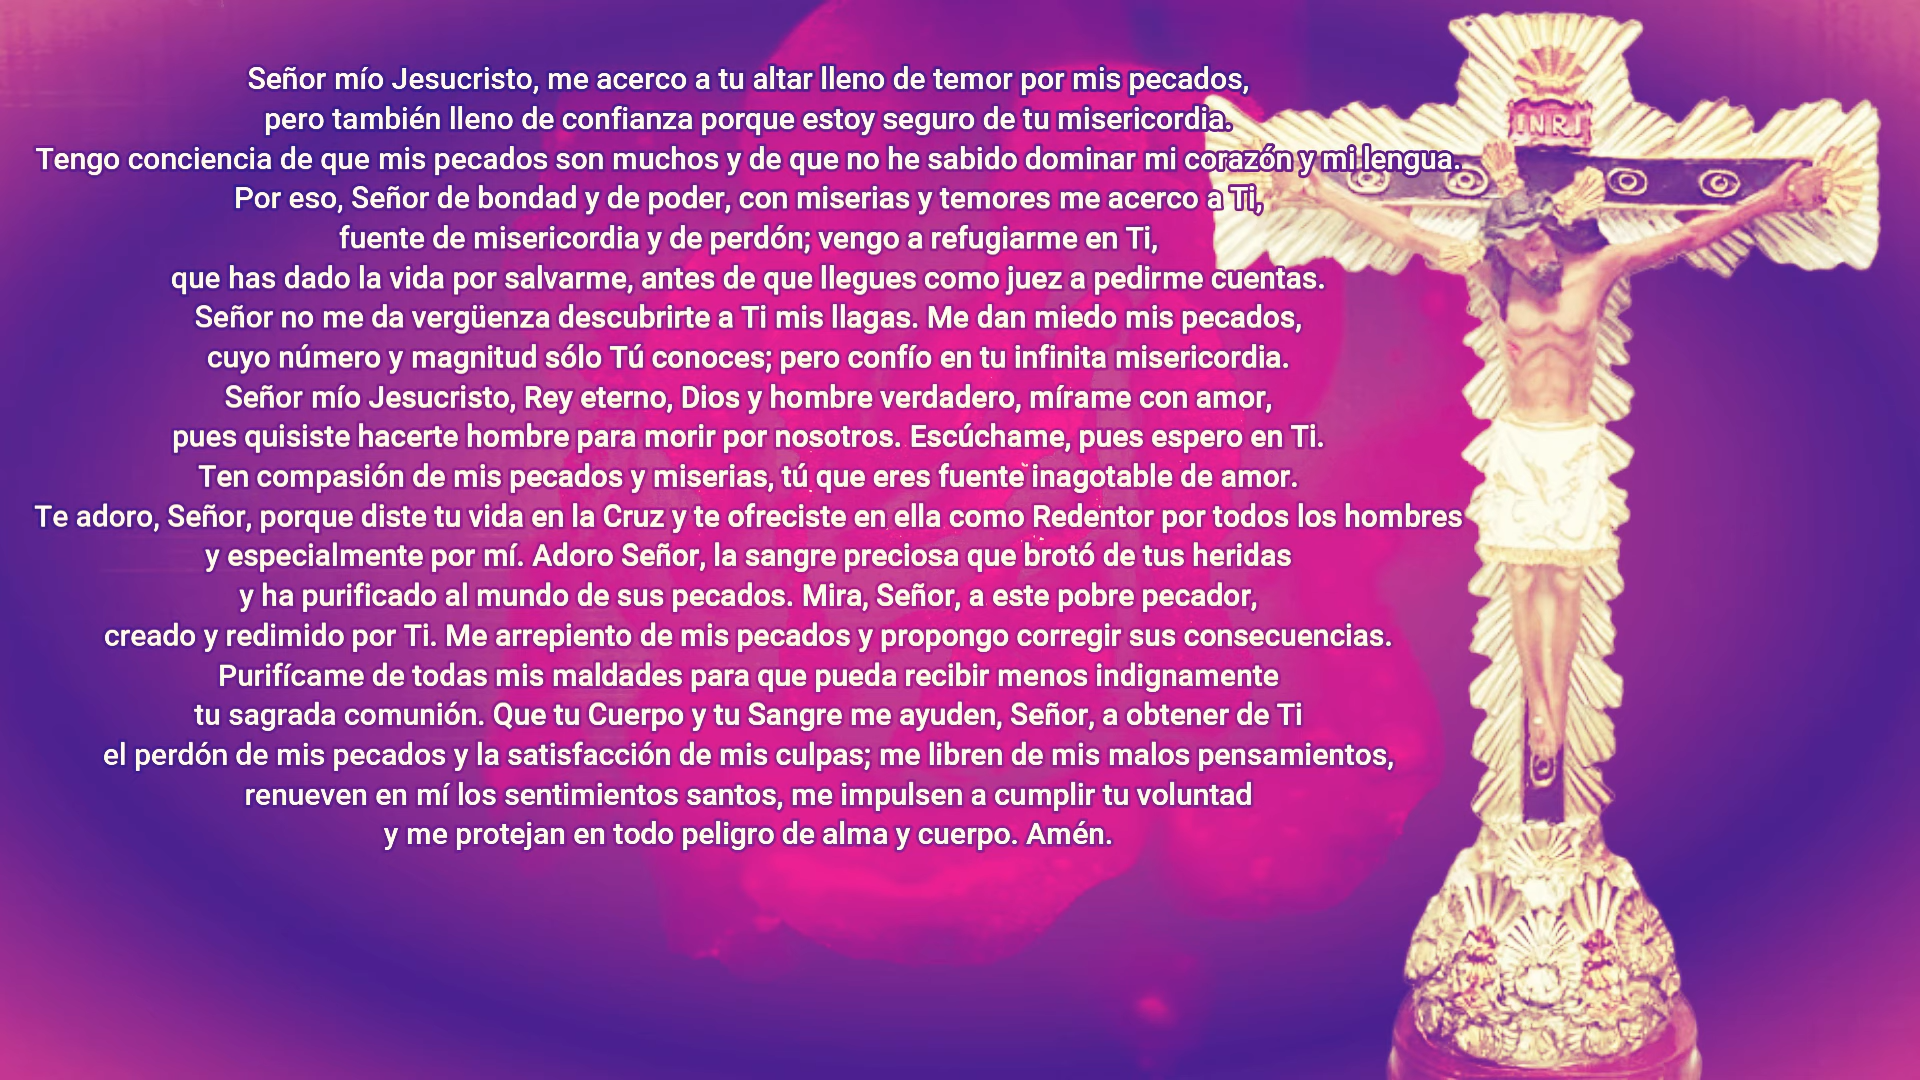 Señor mío Jesucristo, me acerco a tu altar lleno de temor por mis pecados,
pero también lleno de confianza porque estoy seguro de tu misericordia.
Tengo conciencia de que mis pecados son muchos y de que no he sabido dominar mi corazón y mi lengua.
Por eso, Señor de bondad y de poder, con miserias y temores me acerco a Ti,
fuente de misericordia y de perdón; vengo a refugiarme en Ti,
que has dado la vida por salvarme, antes de que llegues como juez a pedirme cuentas.
Señor no me da vergüenza descubrirte a Ti mis llagas. Me dan miedo mis pecados,
cuyo número y magnitud sólo Tú conoces; pero confío en tu infinita misericordia.
Señor mío Jesucristo, Rey eterno, Dios y hombre verdadero, mírame con amor,
pues quisiste hacerte hombre para morir por nosotros. Escúchame, pues espero en Ti.
Ten compasión de mis pecados y miserias, tú que eres fuente inagotable de amor.
Te adoro, Señor, porque diste tu vida en la Cruz y te ofreciste en ella como Redentor por todos los hombres
y especialmente por mí. Adoro Señor, la sangre preciosa que brotó de tus heridas
y ha purificado al mundo de sus pecados. Mira, Señor, a este pobre pecador,
creado y redimido por Ti. Me arrepiento de mis pecados y propongo corregir sus consecuencias.
Purifícame de todas mis maldades para que pueda recibir menos indignamente
tu sagrada comunión. Que tu Cuerpo y tu Sangre me ayuden, Señor, a obtener de Ti
el perdón de mis pecados y la satisfacción de mis culpas; me libren de mis malos pensamientos,
renueven en mí los sentimientos santos, me impulsen a cumplir tu voluntad
y me protejan en todo peligro de alma y cuerpo. Amén.
INRI